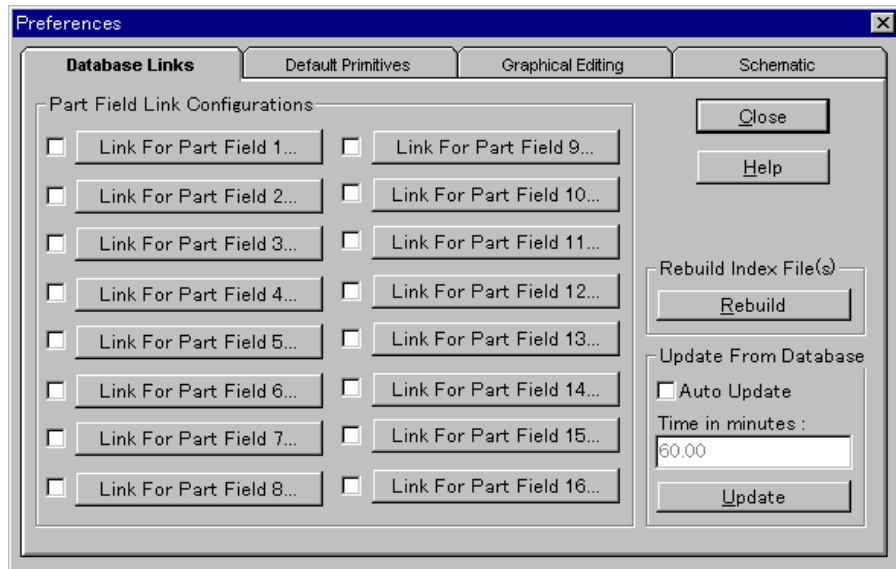 Preferences
Database Links
Default Primitives
Graphical Editing
Schematic
Part Field Link Configurations
Link For Part Field 1...
Link For Part Field 2...
Link For Part Field 3...
Link For Part Field 4...
Link For Part Field 5...
Link For Part Field 6...
Link For Part Field 7...
Link For Part Field 8...
Link For Part Field 9...
Link For Part Field 10...
Link For Part Field 11...
Link For Part Field 12...
Link For Part Field 13...
Link For Part Field 14...
Link For Part Field 15...
Link For Part Field 16...
Close
Help
Rebuild Index File(s)
Rebuild
Update From Database
Auto Update
Time in minutes :
60.00
Update